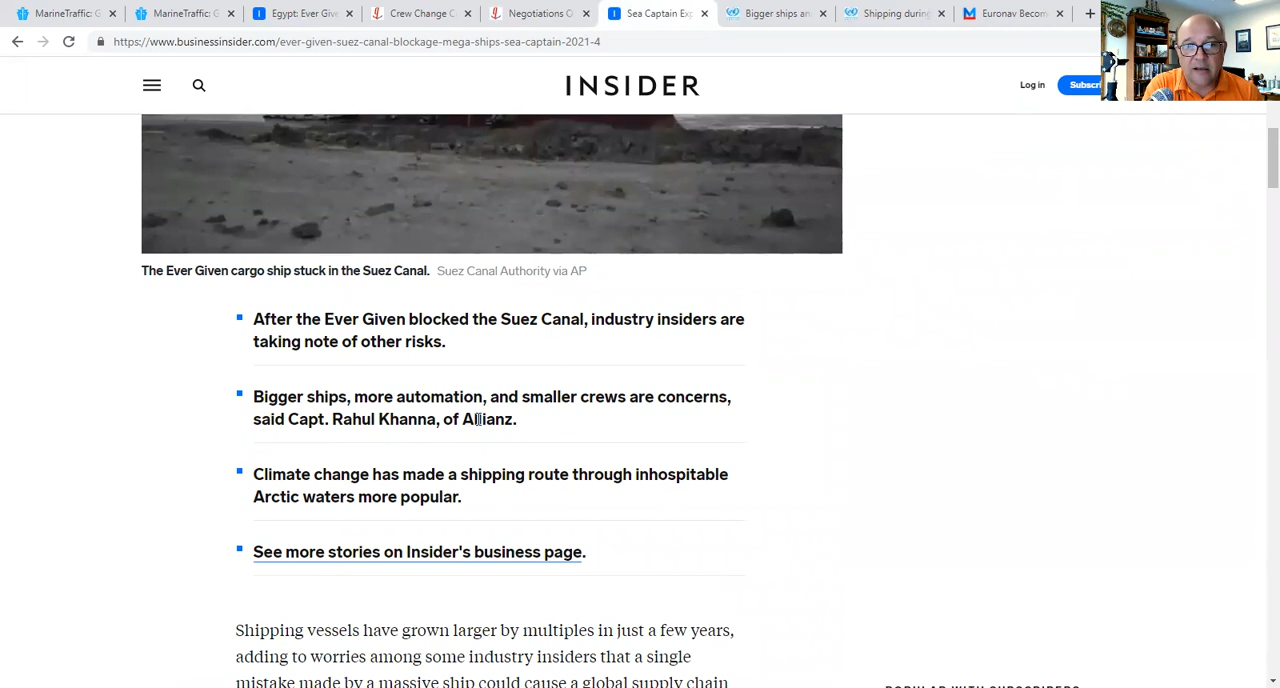 MarineTraffic: G
MarineTraffic: G
Egypt: Ever Give
Crew Change C
Negotiations O
Sea Captain Exp
Bigger ships an
Shipping during
Euronav Becom
https://www.businessinsider.com/ever-given-suez-canal-blockage-mega-ships-sea-captain-2021-4
INSIDER
Log in
Subscri
The Ever Given cargo ship stuck in the Suez Canal. Suez Canal Authority via AP
After the Ever Given blocked the Suez Canal, industry insiders are
taking note of other risks.
Bigger ships, more automation, and smaller crews are concerns,
said Capt. Rahul Khanna, of Allianz.
Climate change has made a shipping route through inhospitable
Arctic waters more popular.
See more stories on Insider's business page.
Shipping vessels have grown larger by multiples in just a few years,
adding to worries among some industry insiders that a single
mistake made by a massive ship could cause a global supply chain
POPULAR WITH SUBSCRIBERS